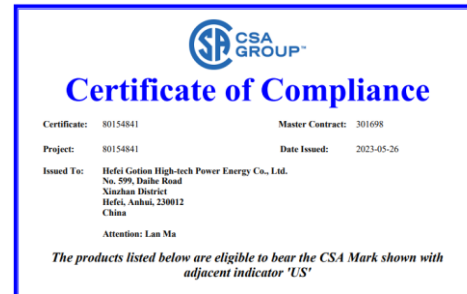 CSA
GROUP™
Certificate of Compliance
Certificate: 80154841 Master Contract: 301698
Project: 80154841 Date Issued: 2023-05-26
Issued To: Hefei Gotion High-tech Power Energy Co., Ltd.
No. 599, Daihe Road
Xinzhan District
Hefei, Anhui, 230012
China
Attention: Lan Ma
The products listed below are eligible to bear the CSA Mark shown with
adjacent indicator 'US'